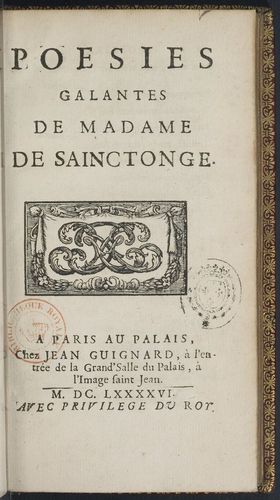 POESIES
GALANTES
DE MADAME
DE SAINCTONGE.
A PARIS AU PALAIS,
Chez JEAN GUIGNARD, à l'en-
trée de la Grand'Salle du Palais, à
l'Image saint Jean.
M. DC. LXXXXVI.
AVEC PRIVILEGE DU ROY